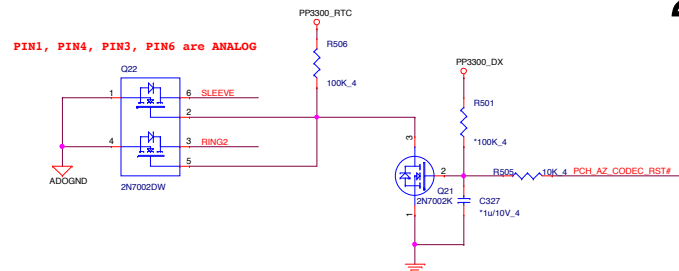 PP3300_RTC
PIN1, PIN4, PIN3, PIN6 are ANALOG
R506
100K_4
Q22
1
6
SLEEVE
2
4
3
RING2
5
ADOGND
2N7002DW
PP3300_DX
R501
*100K_4
3
2
R505
10K_4
PCH_AZ_CODEC_RST#
Q21
2N7002K
1
C327
*1u/10V_4